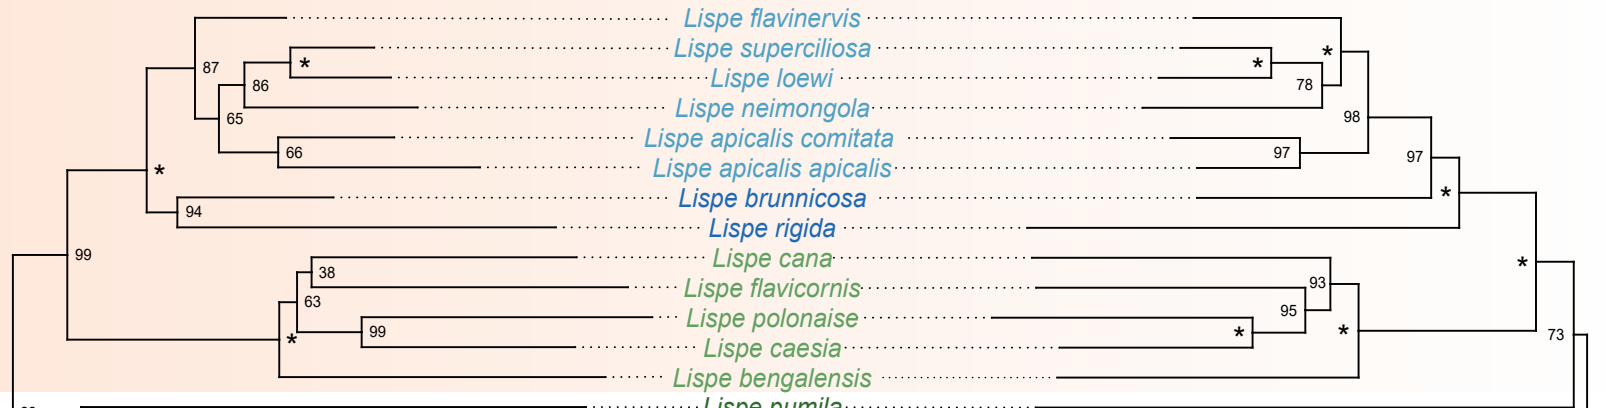 Lispe flavinervis
* Lispe superciliosa *
87 * Lispe loewi * 78
86 Lispe neimongola
65 98
Lispe apicalis comitata
66 97 97
Lispe apicalis apicalis
* Lispe brunnicosa *
94 Lispe rigida
99 Lispe cana *
38 Lispe flavicornis 93
63 95
Lispe polonaise
99 * * 73
* Lispe caesia
Lispe bengalensis
Lispe pumila